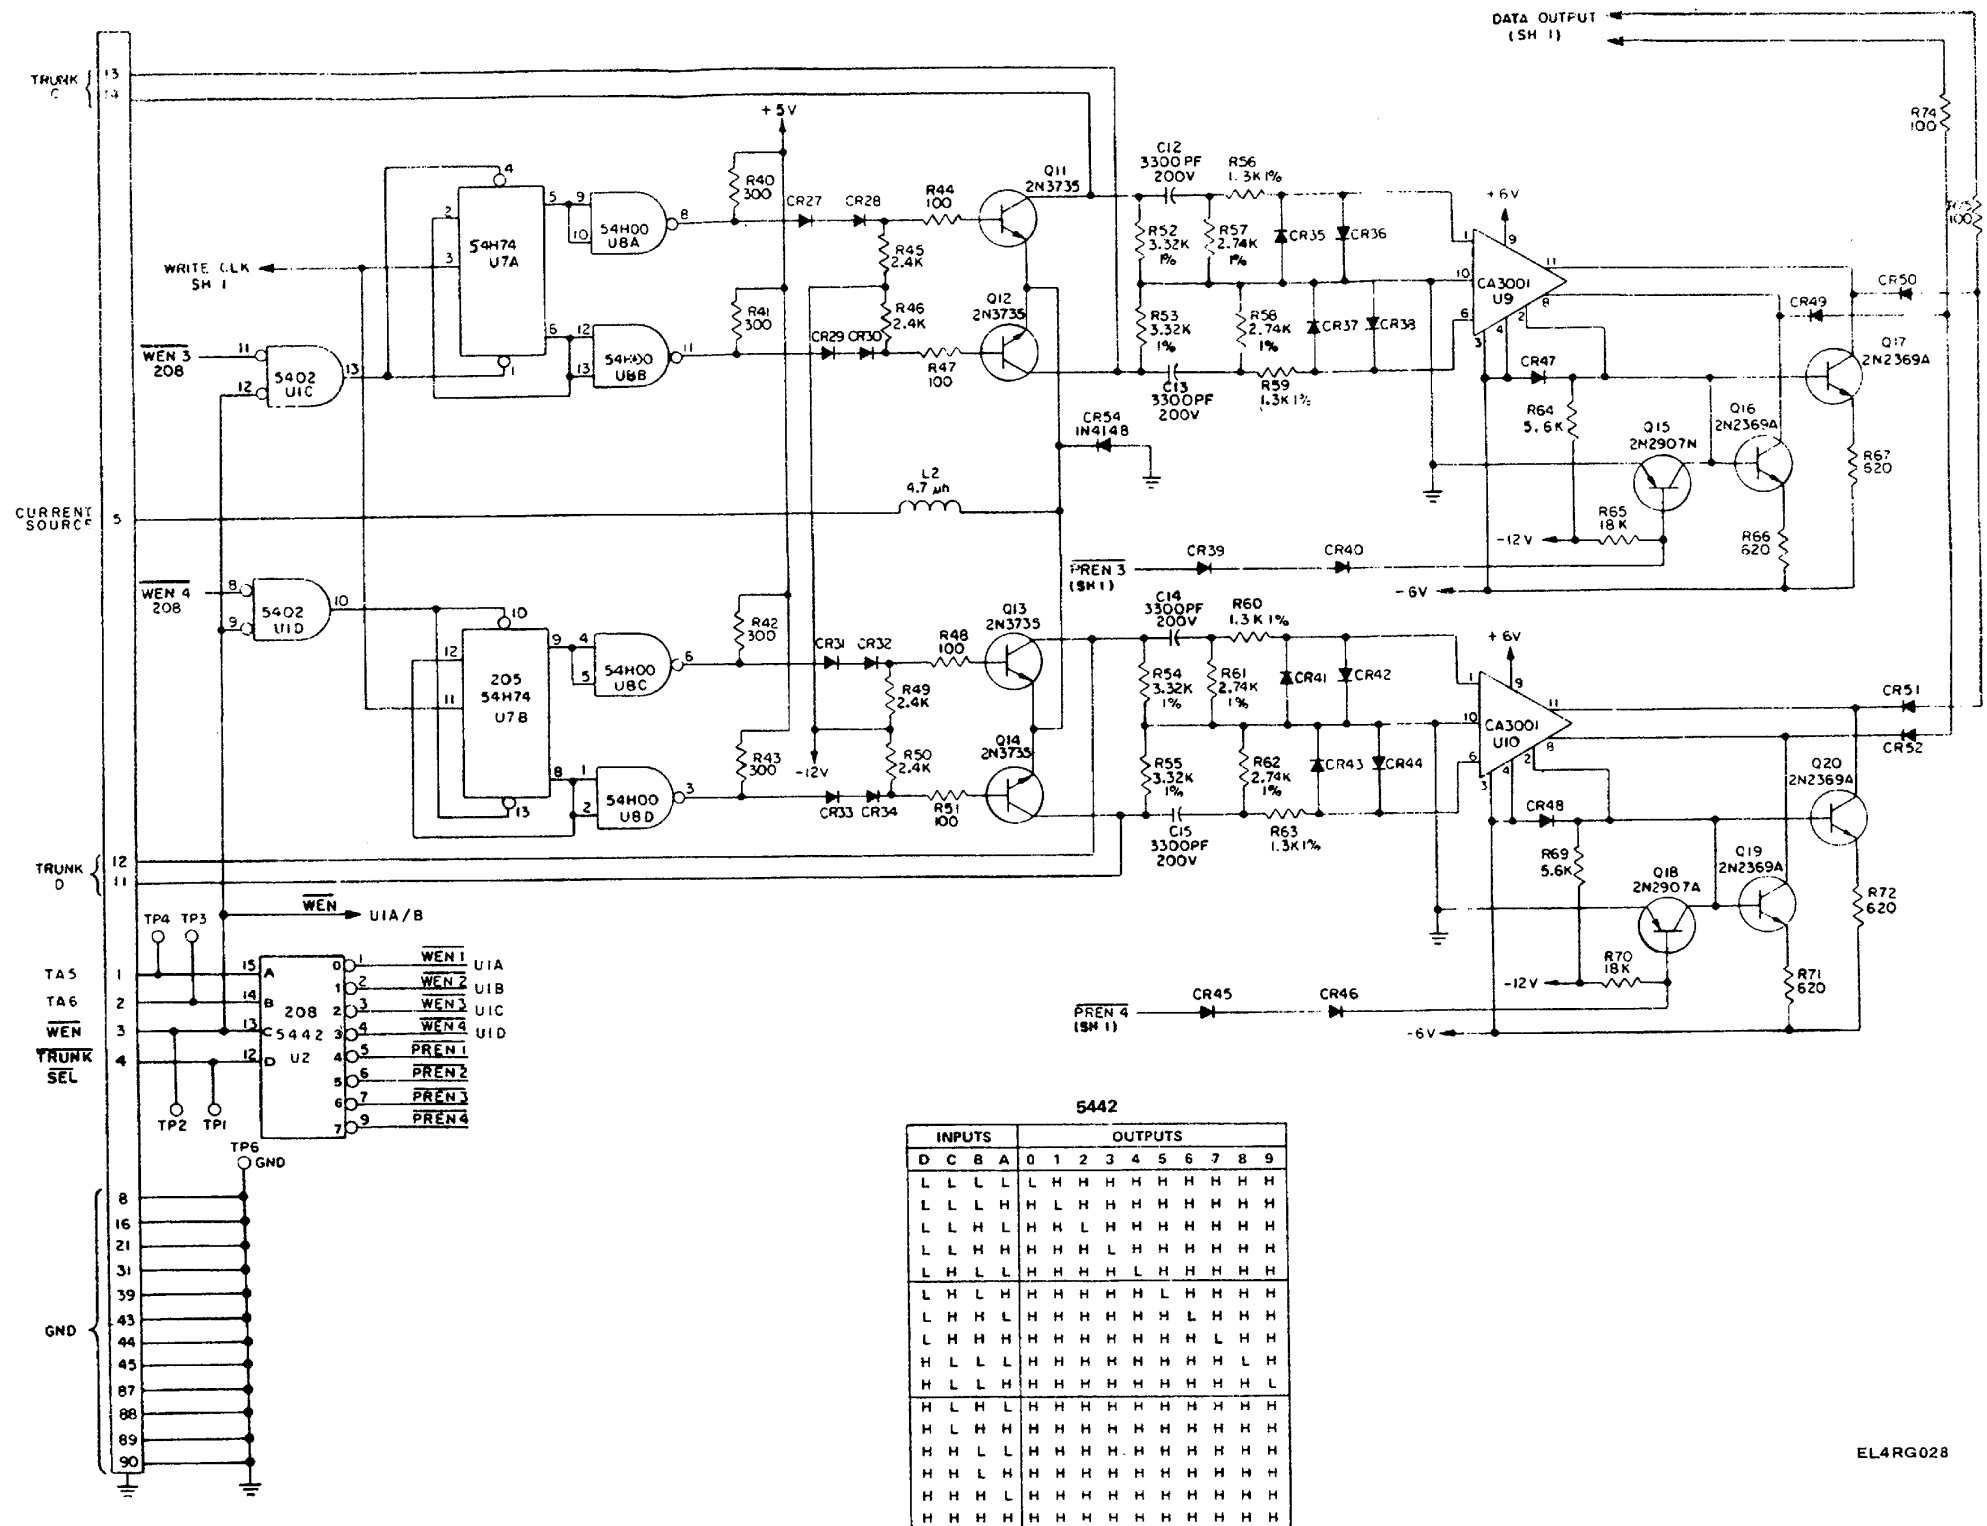 DATA OUTPUT
(SH 1)
TRUNK
C
13
14
+5V
R74
100
100
4
2
5
9
10
8
54H74
U7A
54H00
U8A
R40
300
CR27
CR28
R44
100
Q11
2N3735
C12
3300PF
200V
R56
1.3K 1%
+6V
R45
2.4K
R52
3.32K
1%
R57
2.74K
1%
CR35
CR36
1
9
11
WRITE CLK
SH 1
3
10
CA3001
U9
8
CR50
CR49
R41
300
R46
2.4K
Q12
2N3735
R53
3.32K
1%
R58
2.74K
1%
CR37
CR38
6
3
4
2
WEN 3
208
11
12
5402
U1C
13
6
1
12
13
54H00
U8B
11
CR29
CR30
R47
100
C13
3300PF
200V
R59
1.3K 1%
CR47
Q17
2N2369A
CR54
1N4148
R64
5.6K
Q15
2N2907N
Q16
2N2369A
R67
620
L2
4.7 µh
CURRENT
SOURCE
5
-12V
R65
18K
R66
620
PREN 3
(SH 1)
CR39
CR40
-6V
WEN 4
208
8
9
5402
U1D
10
10
12
9
4
5
6
205
54H74
U7B
11
54H00
U8C
R42
300
CR31
CR32
R48
100
Q13
2N3735
C14
3300PF
200V
R60
1.3K 1%
+6V
R49
2.4K
R54
3.32K
1%
R61
2.74K
1%
CR41
CR42
1
9
11
10
CA3001
U10
8
CR51
CR52
R43
300
-12V
R50
2.4K
Q14
2N3735
R55
3.32K
1%
R62
2.74K
1%
CR43
CR44
6
3
4
2
8
13
1
2
54H00
U8D
3
CR33
CR34
R51
100
C15
3300PF
200V
R63
1.3K1%
CR48
Q20
2N2369A
TRUNK
D
12
11
R69
5.6K
Q18
2N2907A
Q19
2N2369A
R72
620
WEN
U1A/B
TP4
TP3
-12V
R70
18K
R71
620
PREN 4
(SH 1)
CR45
CR46
-6V
TA5
1
15
A
0
1
WEN 1
U1A
TA6
2
14
B
1
2
WEN 2
U1B
208
2
3
WEN 3
U1C
WEN
3
13
C
5442
3
4
WEN 4
U1D
TRUNK
SEL
4
12
D
U2
4
5
PREN 1
5
6
PREN 2
6
7
PREN 3
7
9
PREN 4
TP2
TP1
TP6
GND
GND
8
16
21
31
39
43
44
45
87
88
89
90
5442
INPUTS OUTPUTS
D C B A 0 1 2 3 4 5 6 7 8 9
L L L L L H H H H H H H H H
L L L H H L H H H H H H H H
L L H L H H L H H H H H H H
L L H H H H H L H H H H H H
L H L L H H H H L H H H H H
L H L H H H H H H L H H H H
L H H L H H H H H H L H H H
L H H H H H H H H H H L H H
H L L L H H H H H H H H L H
H L L H H H H H H H H H H L
H L H L H H H H H H H H H H
H L H H H H H H H H H H H H
H H L L H H H H H H H H H H
H H L H H H H H H H H H H H
H H H L H H H H H H H H H H
H H H H H H H H H H H H H H
EL4RG028